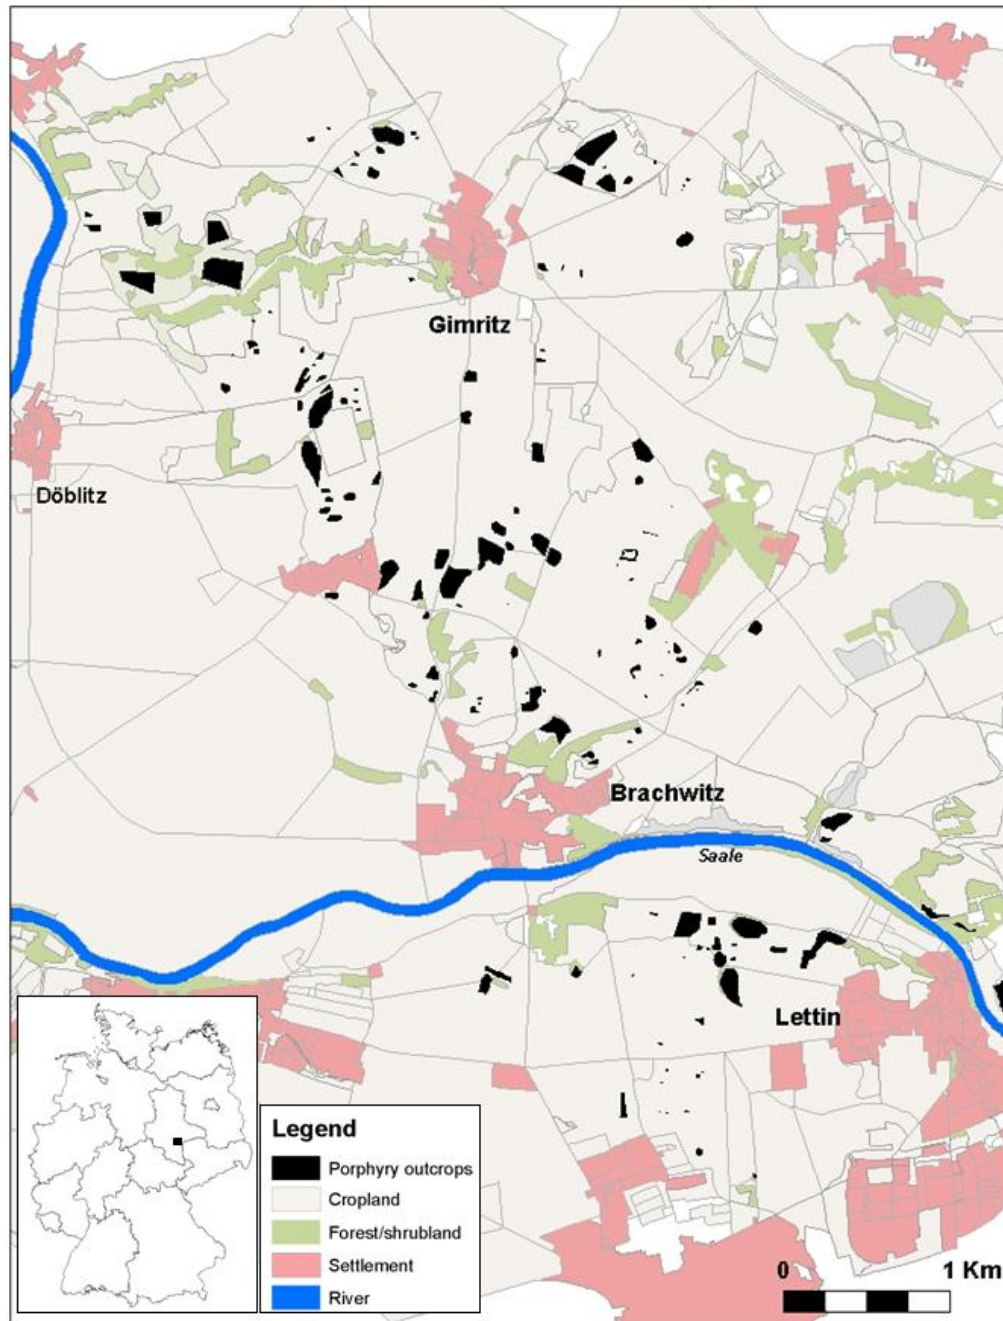 Gimritz
Döblitz
Brachwitz
Saale
Lettin
Legend
Porphyry outcrops
Cropland
Forest/shrubland
Settlement
River
0 1 Km